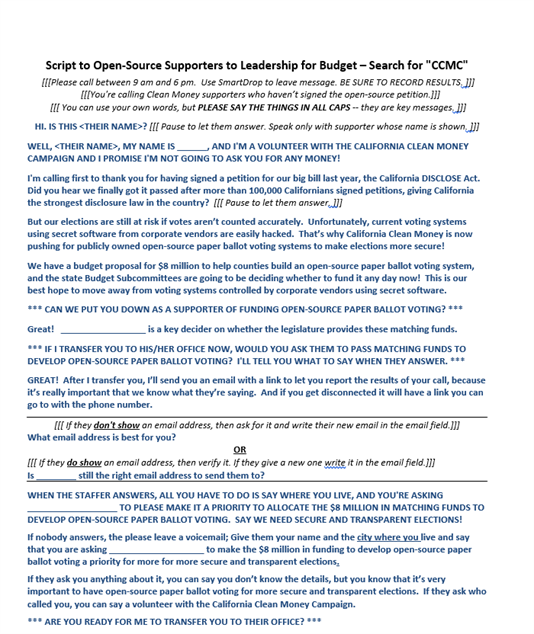 Script to Open-Source Supporters to Leadership for Budget – Search for "CCMC"
[[[Please call between 9 am and 6 pm.  Use SmartDrop to leave message. BE SURE TO RECORD RESULTS. ]]]
[[[You're calling Clean Money supporters who haven't signed the open-source petition.]]]
[[[ You can use your own words, but PLEASE SAY THE THINGS IN ALL CAPS -- they are key messages. ]]]
HI. IS THIS <THEIR NAME>? [[[ Pause to let them answer. Speak only with supporter whose name is shown. ]]]
WELL, <THEIR NAME>, MY NAME IS ______, AND I'M A VOLUNTEER WITH THE CALIFORNIA CLEAN MONEY
CAMPAIGN AND I PROMISE I'M NOT GOING TO ASK YOU FOR ANY MONEY!
I'm calling first to thank you for having signed a petition for our big bill last year, the California DISCLOSE Act.
Did you hear we finally got it passed after more than 100,000 Californians signed petitions, giving California
the strongest disclosure law in the country?  [[[ Pause to let them answer. ]]]
But our elections are still at risk if votes aren't counted accurately.  Unfortunately, current voting systems
using secret software from corporate vendors are easily hacked.  That's why California Clean Money is now
pushing for publicly owned open-source paper ballot voting systems to make elections more secure!
We have a budget proposal for $8 million to help counties build an open-source paper ballot voting system,
and the state Budget Subcommittees are going to be deciding whether to fund it any day now!  This is our
best hope to move away from voting systems controlled by corporate vendors using secret software.
*** CAN WE PUT YOU DOWN AS A SUPPORTER OF FUNDING OPEN-SOURCE PAPER BALLOT VOTING? ***
Great!  __________________ is a key decider on whether the legislature provides these matching funds.
*** IF I TRANSFER YOU TO HIS/HER OFFICE NOW, WOULD YOU ASK THEM TO PASS MATCHING FUNDS TO
DEVELOP OPEN-SOURCE PAPER BALLOT VOTING?  I'LL TELL YOU WHAT TO SAY WHEN THEY ANSWER. ***
GREAT!  After I transfer you, I'll send you an email with a link to let you report the results of your call, because
it's really important that we know what they're saying.  And if you get disconnected it will have a link you can
go to with the phone number.
[[[ If they don't show an email address, then ask for it and write their new email in the email field.]]]
What email address is best for you?
OR
[[[ If they do show an email address, then verify it. If they give a new one write it in the email field.]]]
Is ________ still the right email address to send them to?
WHEN THE STAFFER ANSWERS, ALL YOU HAVE TO DO IS SAY WHERE YOU LIVE, AND YOU'RE ASKING
___________________ TO PLEASE MAKE IT A PRIORITY TO ALLOCATE THE $8 MILLION IN MATCHING FUNDS TO
DEVELOP OPEN-SOURCE PAPER BALLOT VOTING.  SAY WE NEED SECURE AND TRANSPARENT ELECTIONS!
If nobody answers, the please leave a voicemail; Give them your name and the city where you live and say
that you are asking ____________________ to make the $8 million in funding to develop open-source paper
ballot voting a priority for more for more secure and transparent elections.
If they ask you anything about it, you can say you don't know the details, but you know that it's very
important to have open-source paper ballot voting for more secure and transparent elections.  If they ask who
called you, you can say a volunteer with the California Clean Money Campaign.
*** ARE YOU READY FOR ME TO TRANSFER YOU TO THEIR OFFICE? ***